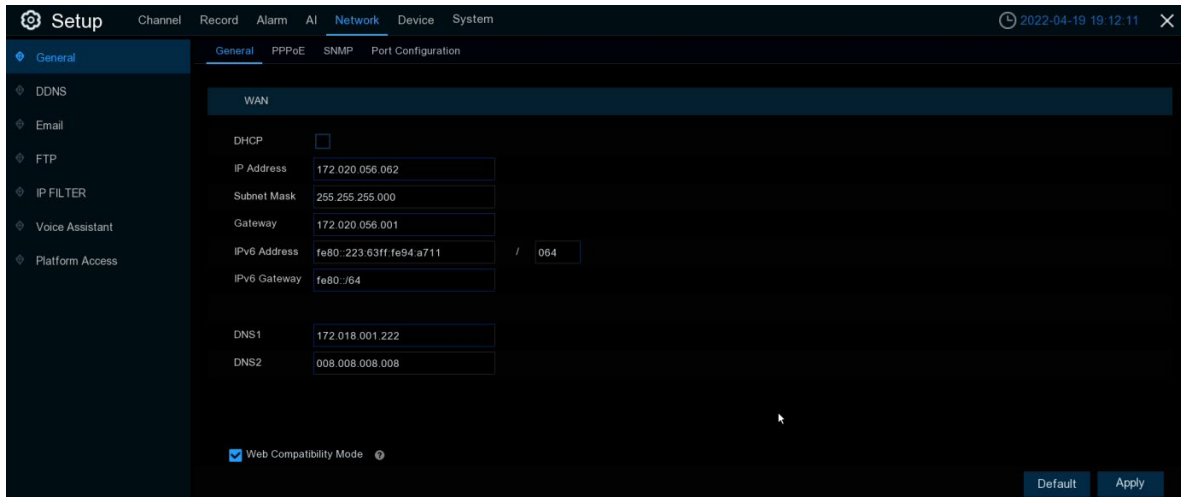 Setup Channel Record Alarm AI Network Device System 2022-04-19 19:12:11
General PPPoE SNMP Port Configuration
General
DDNS
Email
FTP
IP FILTER
Voice Assistant
Platform Access
WAN
DHCP
IP Address 172.020.056.062
Subnet Mask 255.255.255.000
Gateway 172.020.056.001
IPv6 Address fe80::223:63ff:fe94:a711 / 064
IPv6 Gateway fe80::/64
DNS1 172.018.001.222
DNS2 008.008.008.008
Web Compatibility Mode ?
Default Apply